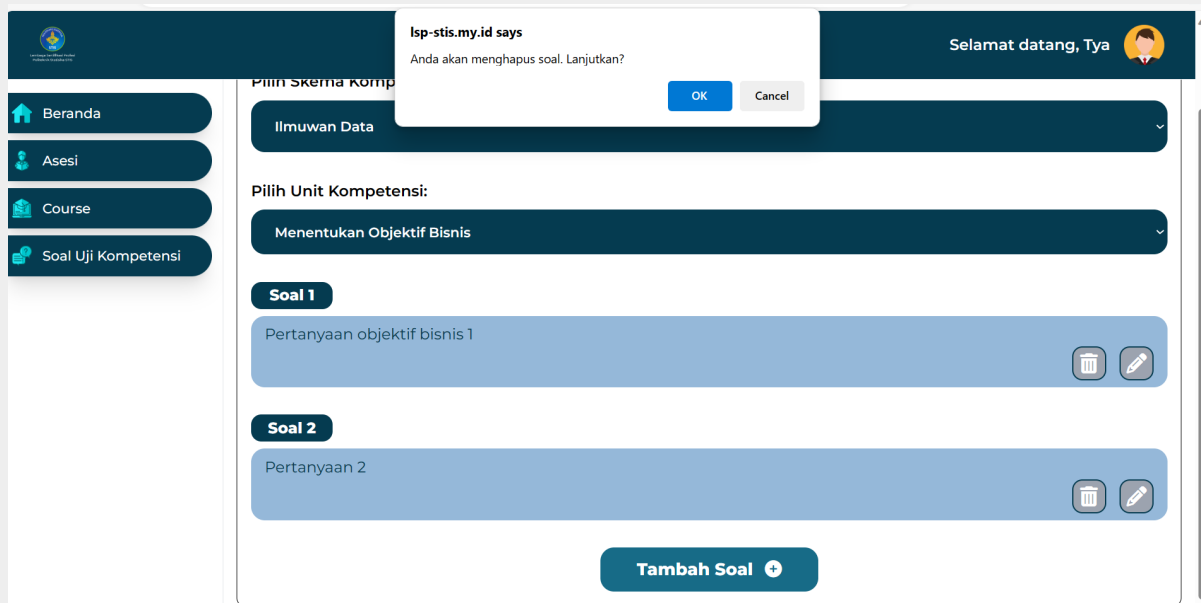 lsp-stis.my.id says
Anda akan menghapus soal. Lanjutkan?
OK
Cancel
Selamat datang, Tya
Beranda
Asesi
Course
Soal Uji Kompetensi
Pilih Skema Komp
Ilmuwan Data
Pilih Unit Kompetensi:
Menentukan Objektif Bisnis
Soal 1
Pertanyaan objektif bisnis 1
Soal 2
Pertanyaan 2
Tambah Soal